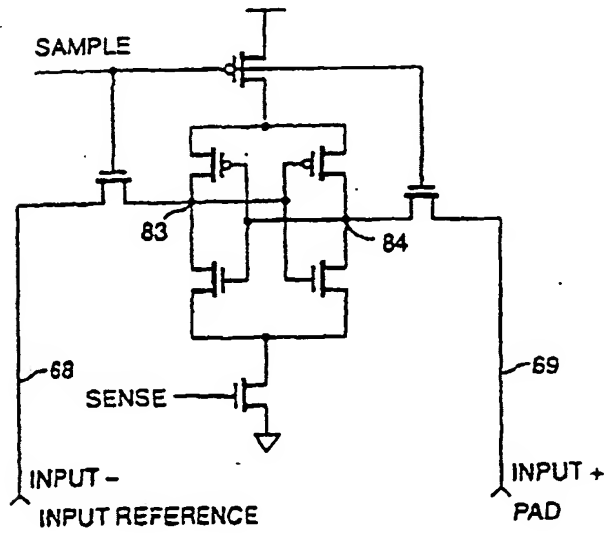 SAMPLE
83
84
68
69
SENSE
INPUT –
INPUT REFERENCE
INPUT +
PAD